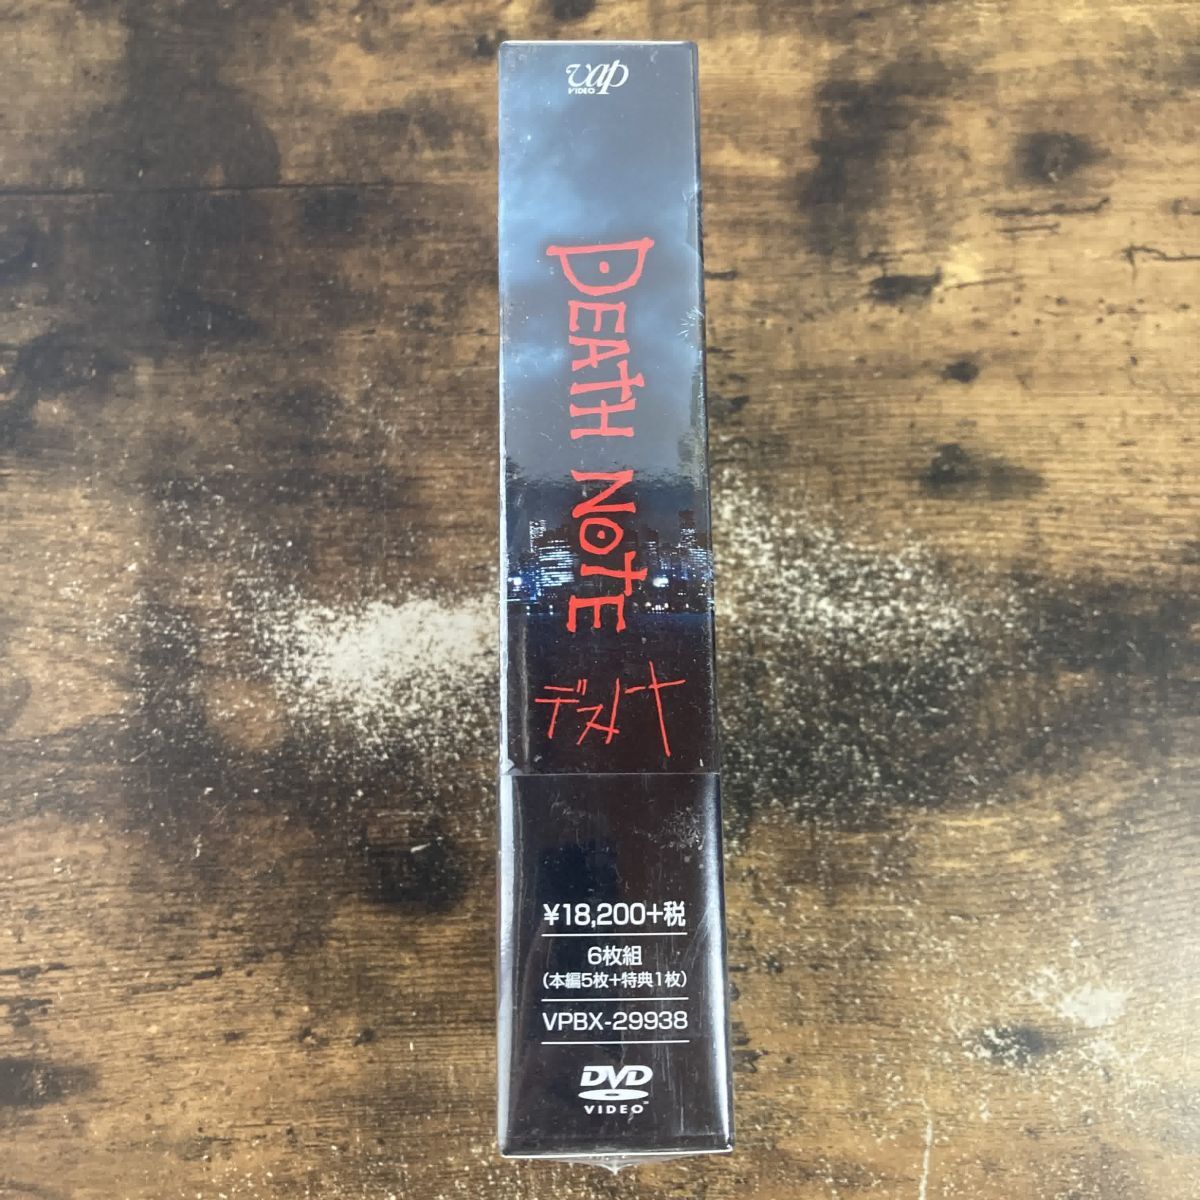 vap
VIDEO
DEATH NOTE
デスノート
¥18,200+税
6枚組
(本編5枚+特典1枚)
VPBX-29938
DVD
VIDEO™